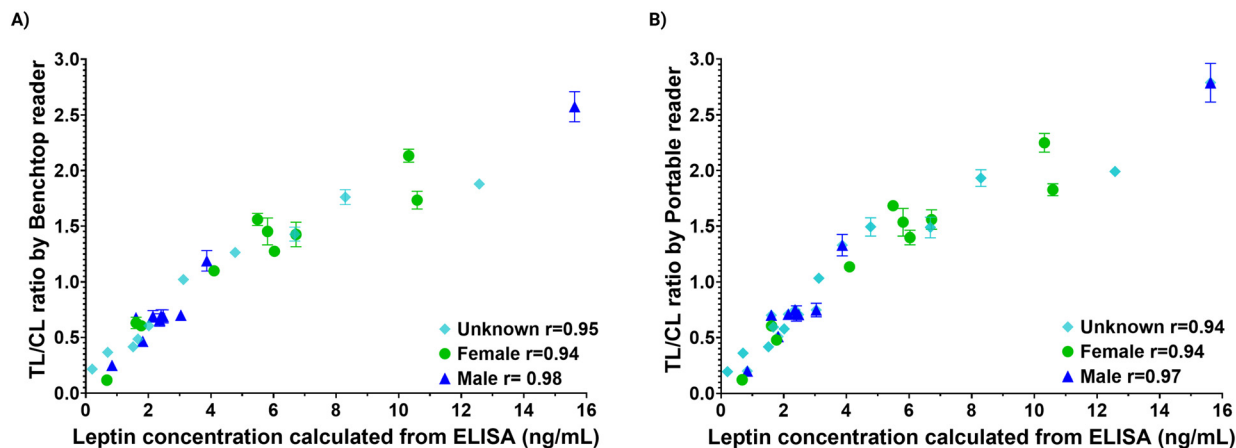 A)
TL/CL ratio by Benchtop reader
3.0
2.5
2.0
1.5
1.0
0.5
0.0
0 2 4 6 8 10 12 14 16
Leptin concentration calculated from ELISA (ng/mL)
Unknown r=0.95
Female r=0.94
Male r= 0.98
B)
TL/CL ratio by Portable reader
3.0
2.5
2.0
1.5
1.0
0.5
0.0
0 2 4 6 8 10 12 14 16
Leptin concentration calculated from ELISA (ng/mL)
Unknown r=0.94
Female r=0.94
Male r=0.97